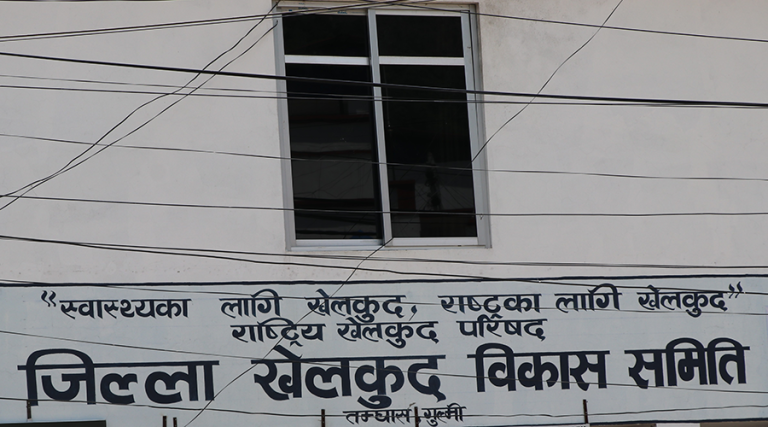 “स्वास्थ्यका लागि खेलकुद, राष्ट्रका लागि खेलकुद”
राष्ट्रिय खेलकुद परिषद
जिल्ला खेलकुद विकास समिति
तम्घास, गुल्मी